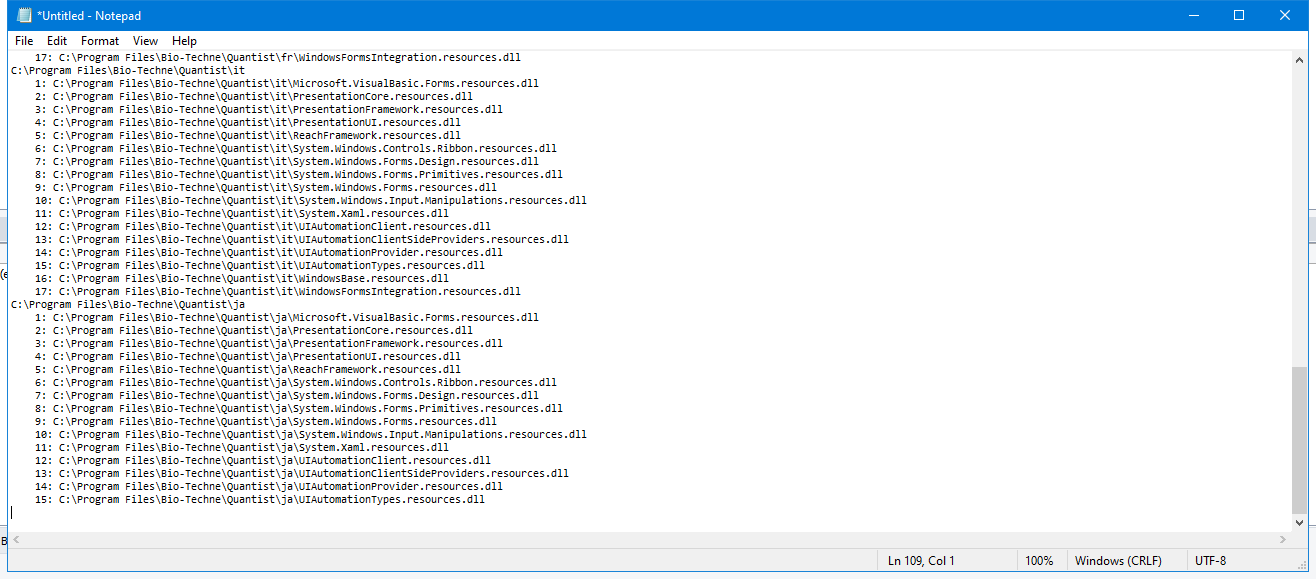 *Untitled - Notepad
File Edit Format View Help
17: C:\Program Files\Bio-Techne\Quantist\fr\WindowsFormsIntegration.resources.dll
C:\Program Files\Bio-Techne\Quantist\it
1: C:\Program Files\Bio-Techne\Quantist\it\Microsoft.VisualBasic.Forms.resources.dll
2: C:\Program Files\Bio-Techne\Quantist\it\PresentationCore.resources.dll
3: C:\Program Files\Bio-Techne\Quantist\it\PresentationFramework.resources.dll
4: C:\Program Files\Bio-Techne\Quantist\it\PresentationUI.resources.dll
5: C:\Program Files\Bio-Techne\Quantist\it\ReachFramework.resources.dll
6: C:\Program Files\Bio-Techne\Quantist\it\System.Windows.Controls.Ribbon.resources.dll
7: C:\Program Files\Bio-Techne\Quantist\it\System.Windows.Forms.Design.resources.dll
8: C:\Program Files\Bio-Techne\Quantist\it\System.Windows.Forms.Primitives.resources.dll
9: C:\Program Files\Bio-Techne\Quantist\it\System.Windows.Forms.resources.dll
10: C:\Program Files\Bio-Techne\Quantist\it\System.Windows.Input.Manipulations.resources.dll
11: C:\Program Files\Bio-Techne\Quantist\it\System.Xaml.resources.dll
12: C:\Program Files\Bio-Techne\Quantist\it\UIAutomationClient.resources.dll
13: C:\Program Files\Bio-Techne\Quantist\it\UIAutomationClientSideProviders.resources.dll
14: C:\Program Files\Bio-Techne\Quantist\it\UIAutomationProvider.resources.dll
15: C:\Program Files\Bio-Techne\Quantist\it\UIAutomationTypes.resources.dll
16: C:\Program Files\Bio-Techne\Quantist\it\WindowsBase.resources.dll
17: C:\Program Files\Bio-Techne\Quantist\it\WindowsFormsIntegration.resources.dll
C:\Program Files\Bio-Techne\Quantist\ja
1: C:\Program Files\Bio-Techne\Quantist\ja\Microsoft.VisualBasic.Forms.resources.dll
2: C:\Program Files\Bio-Techne\Quantist\ja\PresentationCore.resources.dll
3: C:\Program Files\Bio-Techne\Quantist\ja\PresentationFramework.resources.dll
4: C:\Program Files\Bio-Techne\Quantist\ja\PresentationUI.resources.dll
5: C:\Program Files\Bio-Techne\Quantist\ja\ReachFramework.resources.dll
6: C:\Program Files\Bio-Techne\Quantist\ja\System.Windows.Controls.Ribbon.resources.dll
7: C:\Program Files\Bio-Techne\Quantist\ja\System.Windows.Forms.Design.resources.dll
8: C:\Program Files\Bio-Techne\Quantist\ja\System.Windows.Forms.Primitives.resources.dll
9: C:\Program Files\Bio-Techne\Quantist\ja\System.Windows.Forms.resources.dll
10: C:\Program Files\Bio-Techne\Quantist\ja\System.Windows.Input.Manipulations.resources.dll
11: C:\Program Files\Bio-Techne\Quantist\ja\System.Xaml.resources.dll
12: C:\Program Files\Bio-Techne\Quantist\ja\UIAutomationClient.resources.dll
13: C:\Program Files\Bio-Techne\Quantist\ja\UIAutomationClientSideProviders.resources.dll
14: C:\Program Files\Bio-Techne\Quantist\ja\UIAutomationProvider.resources.dll
15: C:\Program Files\Bio-Techne\Quantist\ja\UIAutomationTypes.resources.dll
Ln 109, Col 1 100% Windows (CRLF) UTF-8